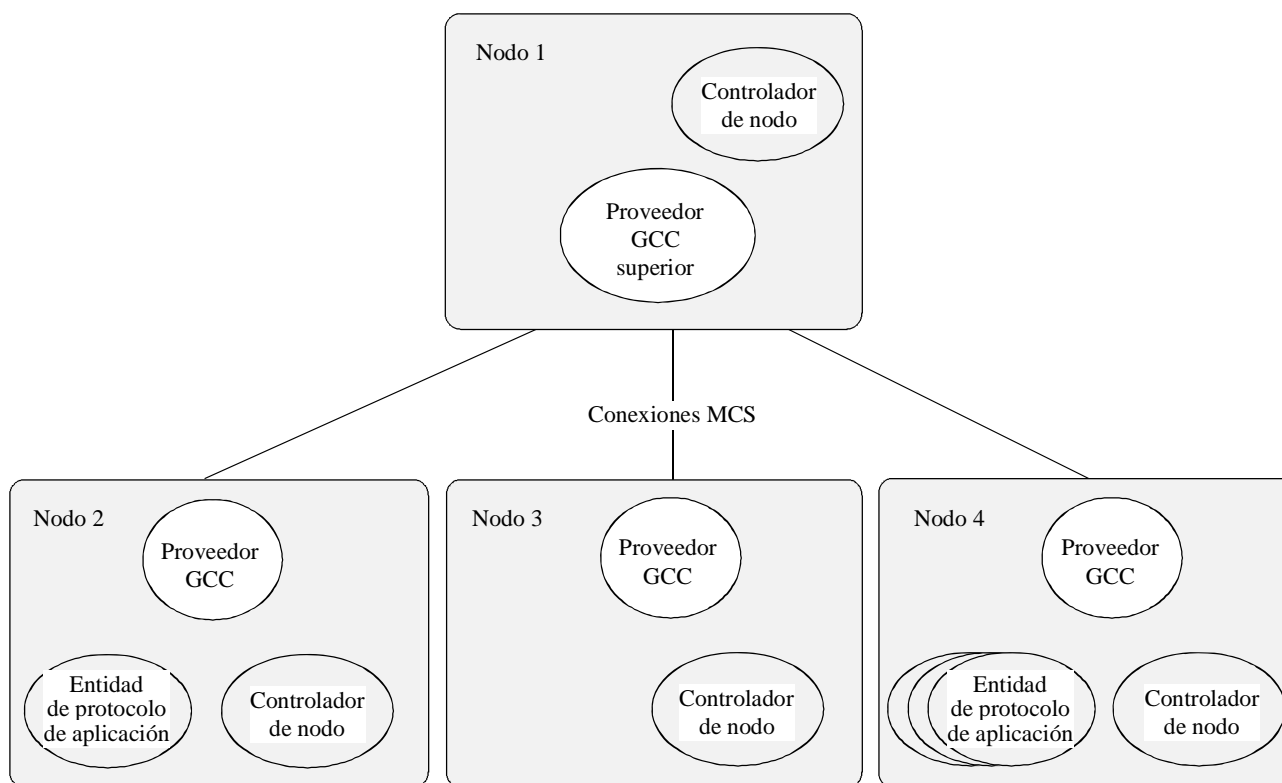 Nodo 1
Controlador
de nodo
Proveedor
GCC
superior
Conexiones MCS
Nodo 2
Proveedor
GCC
Entidad
de protocolo
de aplicación
Controlador
de nodo
Nodo 3
Proveedor
GCC
Controlador
de nodo
Nodo 4
Proveedor
GCC
Entidad
de protocolo
de aplicación
Controlador
de nodo